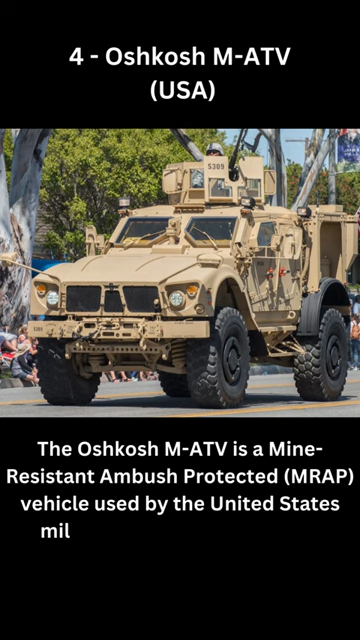 4 - Oshkosh M-ATV
(USA)
5309
5309
The Oshkosh M-ATV is a Mine-
Resistant Ambush Protected (MRAP)
vehicle used by the United States
mil